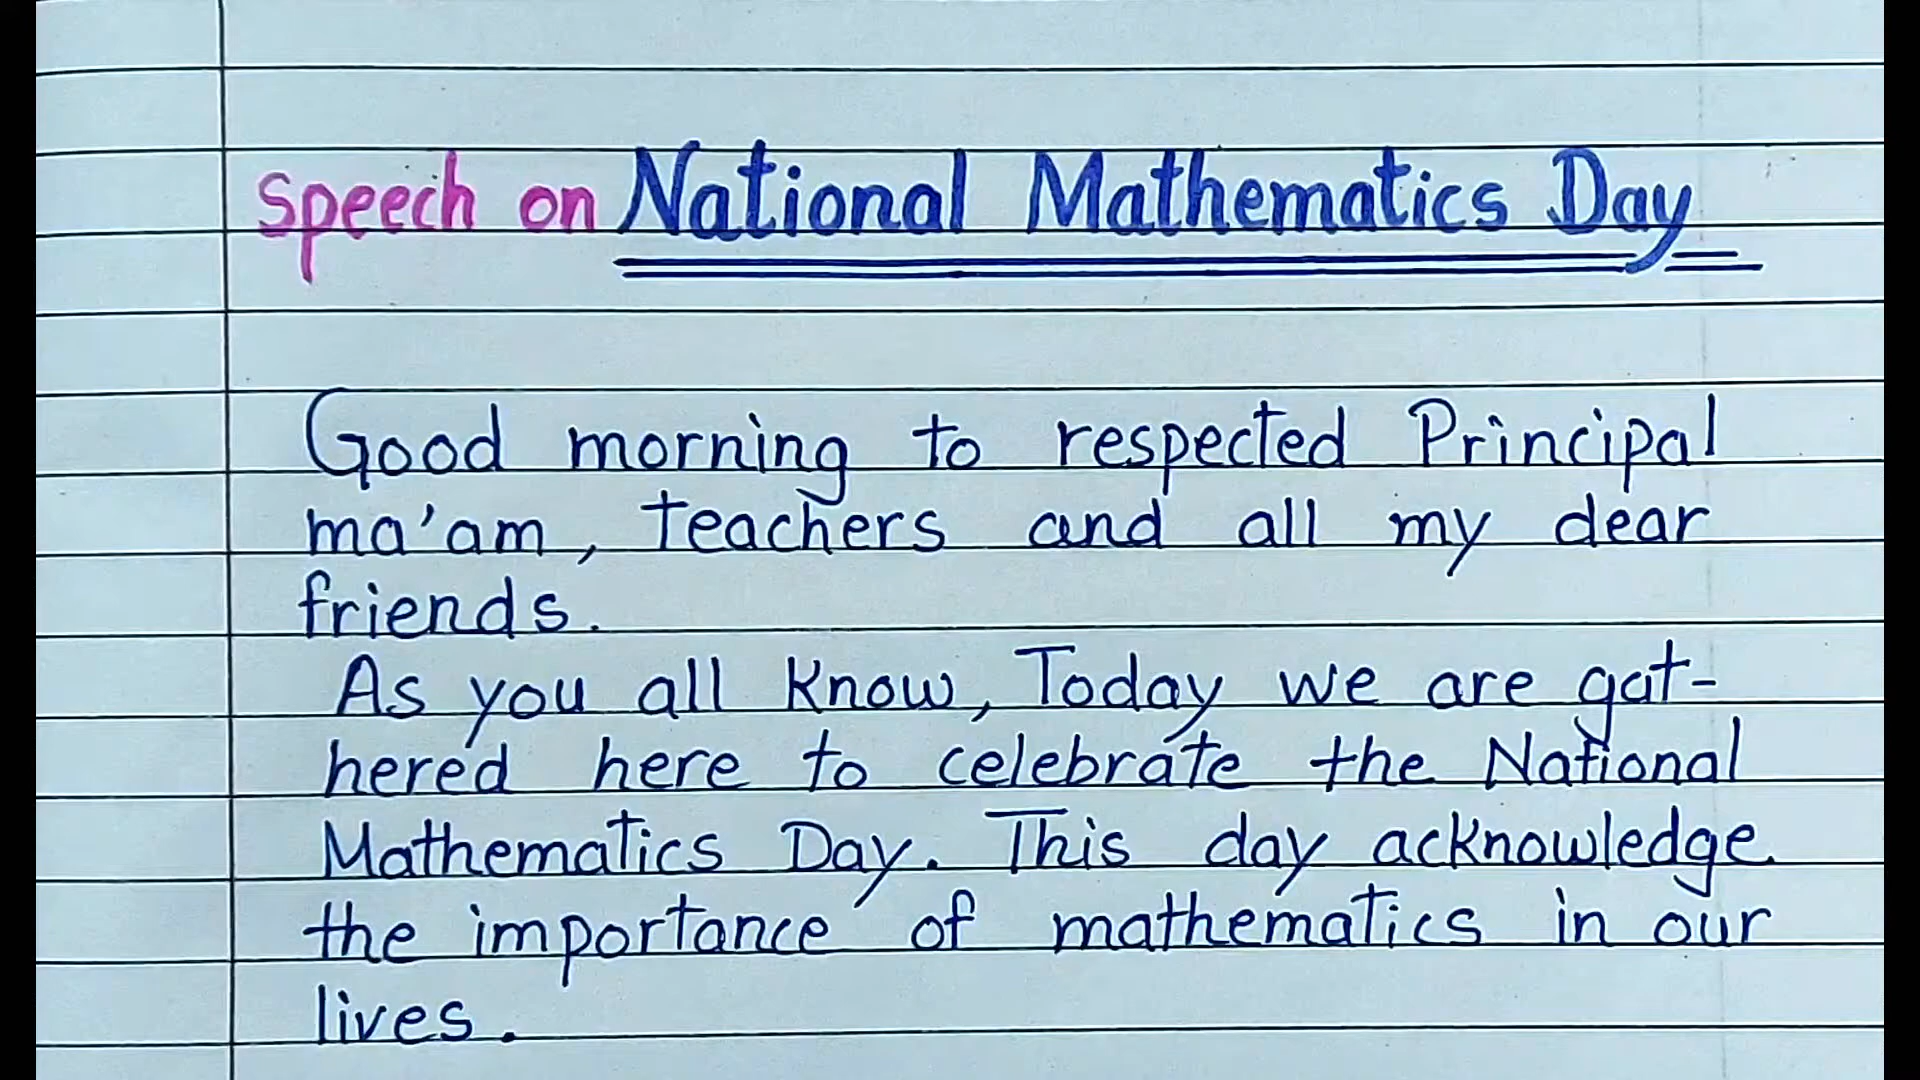 Speech on National Mathematics Day
Good morning to respected Principal
ma'am, teachers and all my dear
friends.
As you all know, Today we are gat-
hered here to celebrate the National
Mathematics Day. This day acknowledge
the importance of mathematics in our
lives.